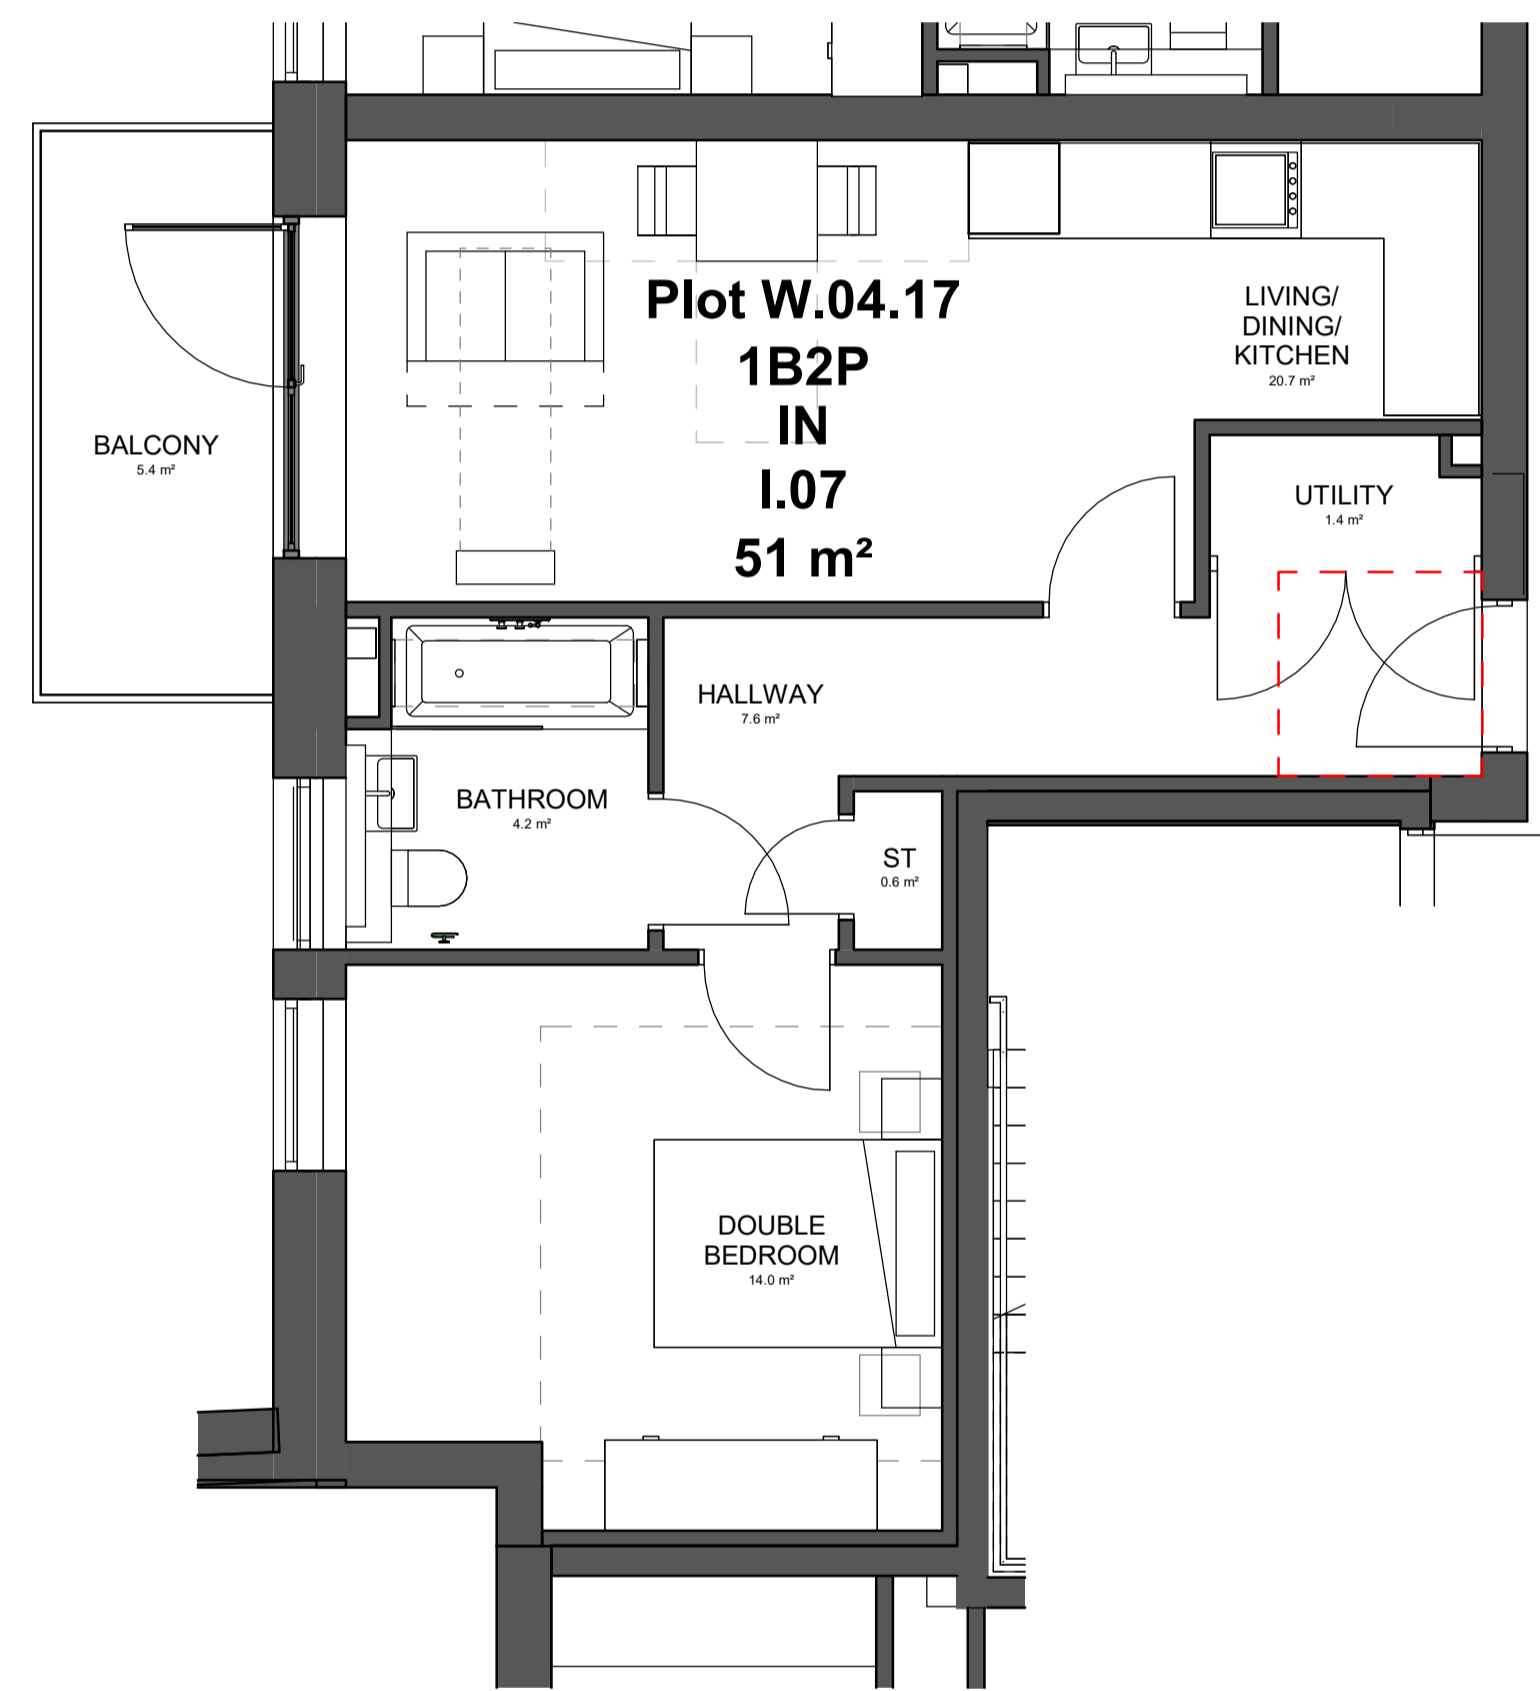 Plot W.04.17
1B2P
IN
I.07
51 m²
LIVING/
DINING/
KITCHEN
20.7 m²
BALCONY
5.4 m²
UTILITY
1.4 m²
HALLWAY
7.6 m²
BATHROOM
4.2 m²
ST
0.6 m²
DOUBLE
BEDROOM
14.0 m²